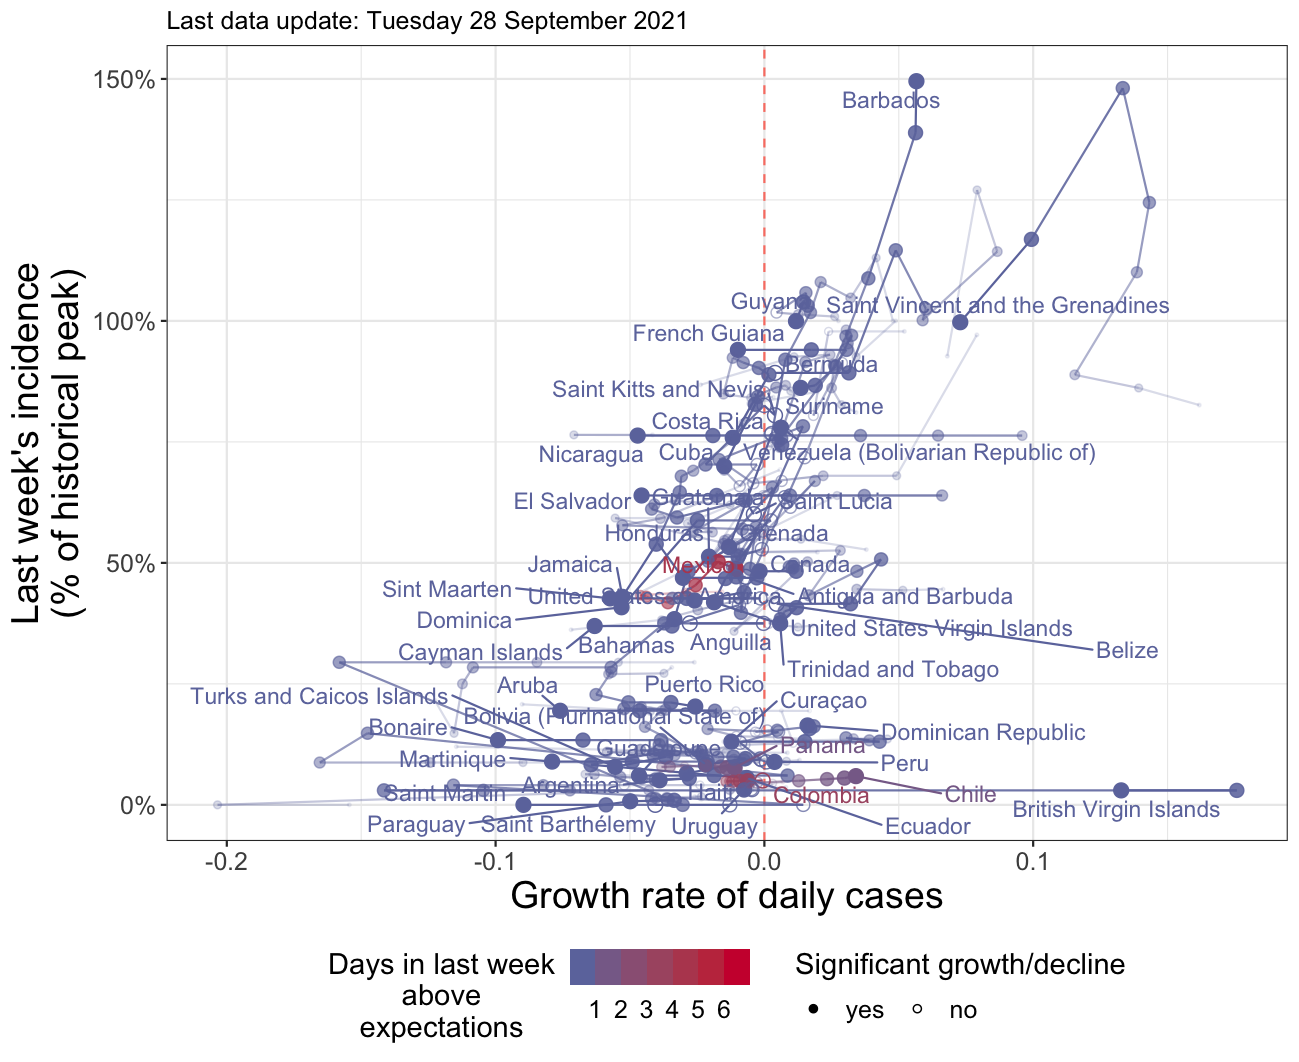 Last data update: Tuesday 28 September 2021
150%
Barbados
Guyana
Saint Vincent and the Grenadines
100%
French Guiana
Bermuda
Saint Kitts and Nevis
Suriname
Costa Rica
Nicaragua
Cuba
Venezuela (Bolivarian Republic of)
El Salvador
Guatemala
Saint Lucia
Honduras
Grenada
50%
Jamaica
Mexico
Canada
Sint Maarten
United States of America
Antigua and Barbuda
Dominica
United States Virgin Islands
Cayman Islands
Bahamas
Anguilla
Belize
Trinidad and Tobago
Turks and Caicos Islands
Aruba
Puerto Rico
Curaçao
Bolivia (Plurinational State of)
Bonaire
Dominican Republic
Martinique
Guadeloupe
Panama
Peru
Saint Martin
Argentina
Haiti
Colombia
Chile
0%
British Virgin Islands
Paraguay
Saint Barthélemy
Uruguay
Ecuador
-0.2
-0.1
0.0
0.1
Growth rate of daily cases
Last week's incidence
(% of historical peak)
Days in last week
above
expectations
1 2 3 4 5 6
Significant growth/decline
yes
no